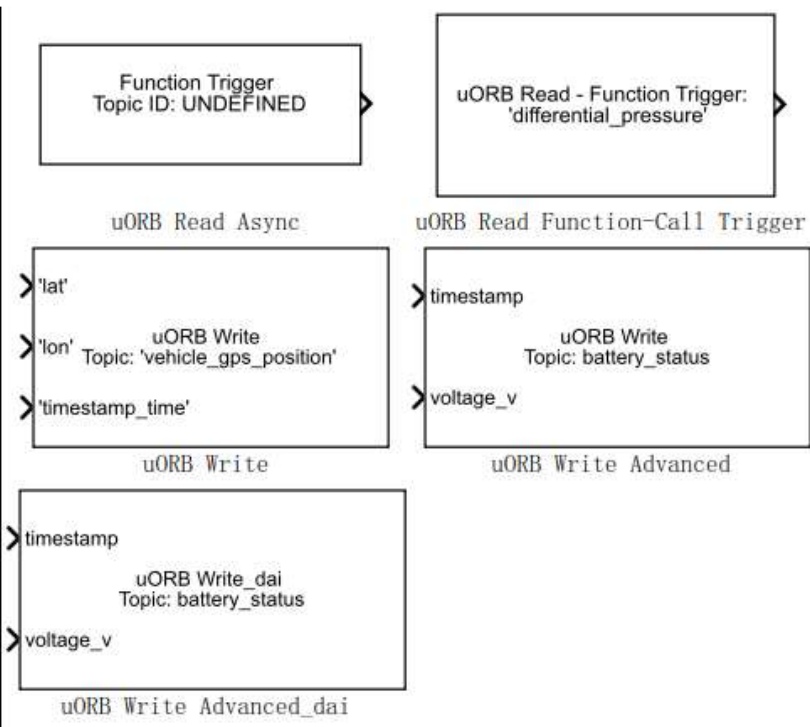 Function Trigger
Topic ID: UNDEFINED
uORB Read Async
uORB Read - Function Trigger:
'differential_pressure'
uORB Read Function-Call Trigger
'lat'
'lon'
'timestamp_time'
uORB Write
Topic: 'vehicle_gps_position'
uORB Write
timestamp
voltage_v
uORB Write
Topic: battery_status
uORB Write Advanced
timestamp
voltage_v
uORB Write_dai
Topic: battery_status
uORB Write Advanced_dai